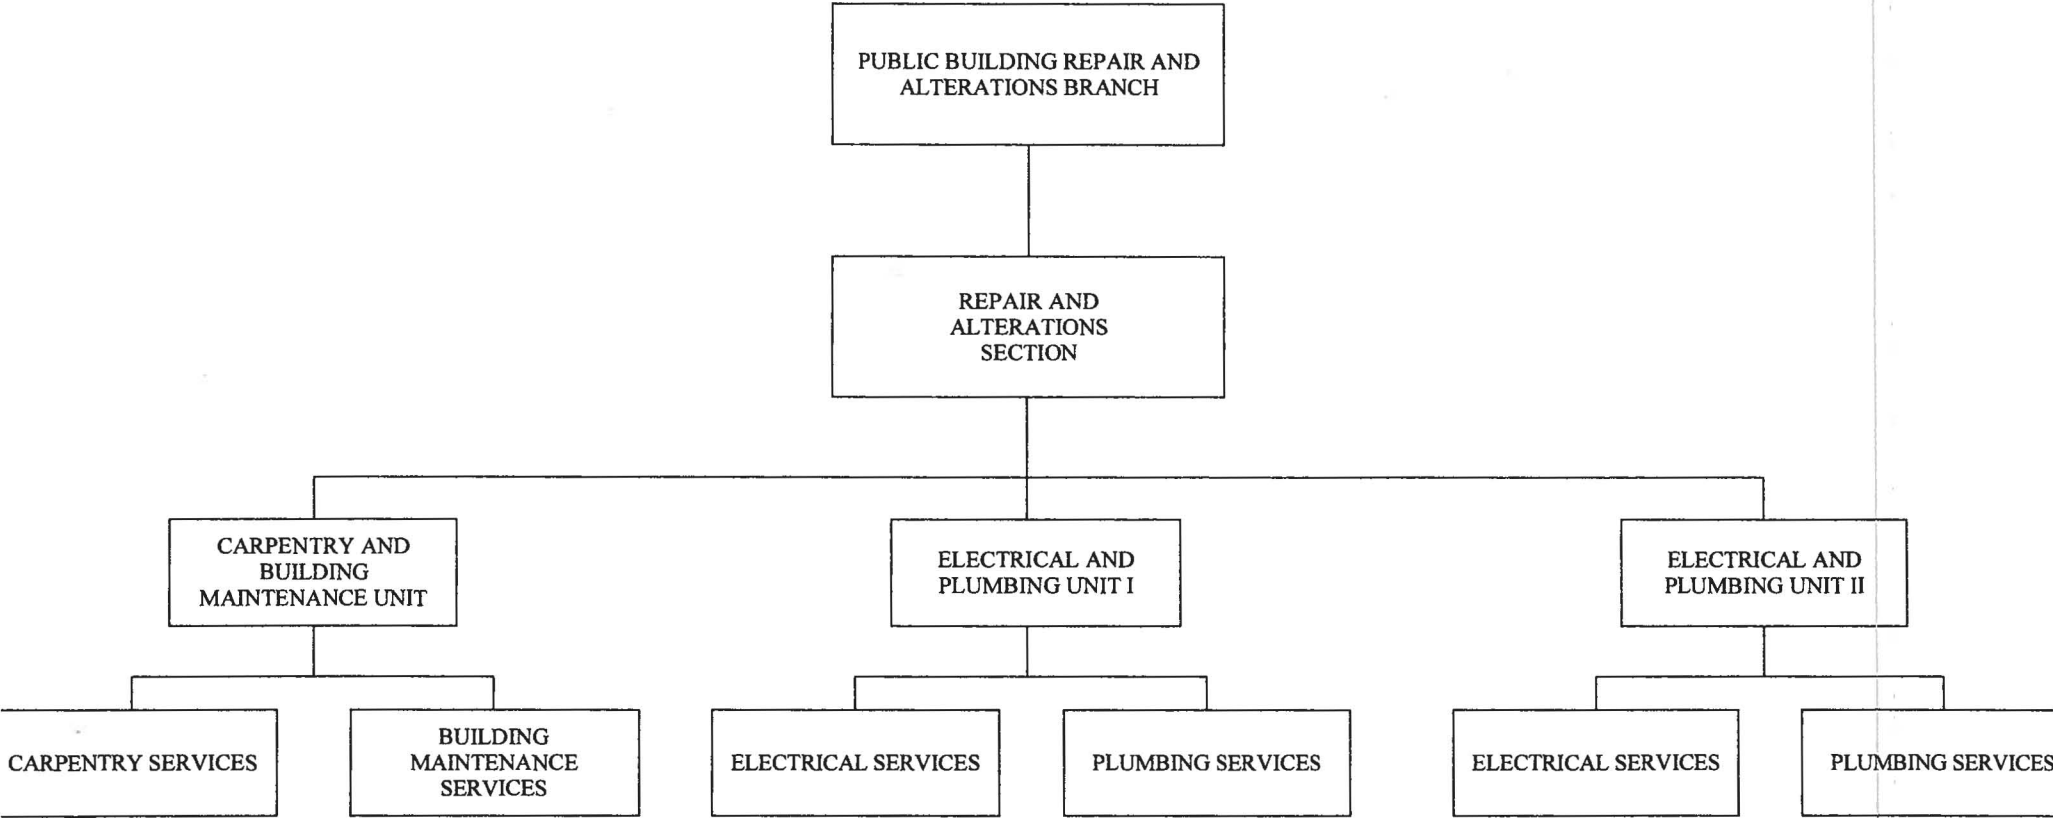 PUBLIC BUILDING REPAIR AND
ALTERATIONS BRANCH
REPAIR AND
ALTERATIONS
SECTION
CARPENTRY AND
BUILDING
MAINTENANCE UNIT
ELECTRICAL AND
PLUMBING UNIT I
ELECTRICAL AND
PLUMBING UNIT II
CARPENTRY SERVICES
BUILDING
MAINTENANCE
SERVICES
ELECTRICAL SERVICES
PLUMBING SERVICES
ELECTRICAL SERVICES
PLUMBING SERVICES